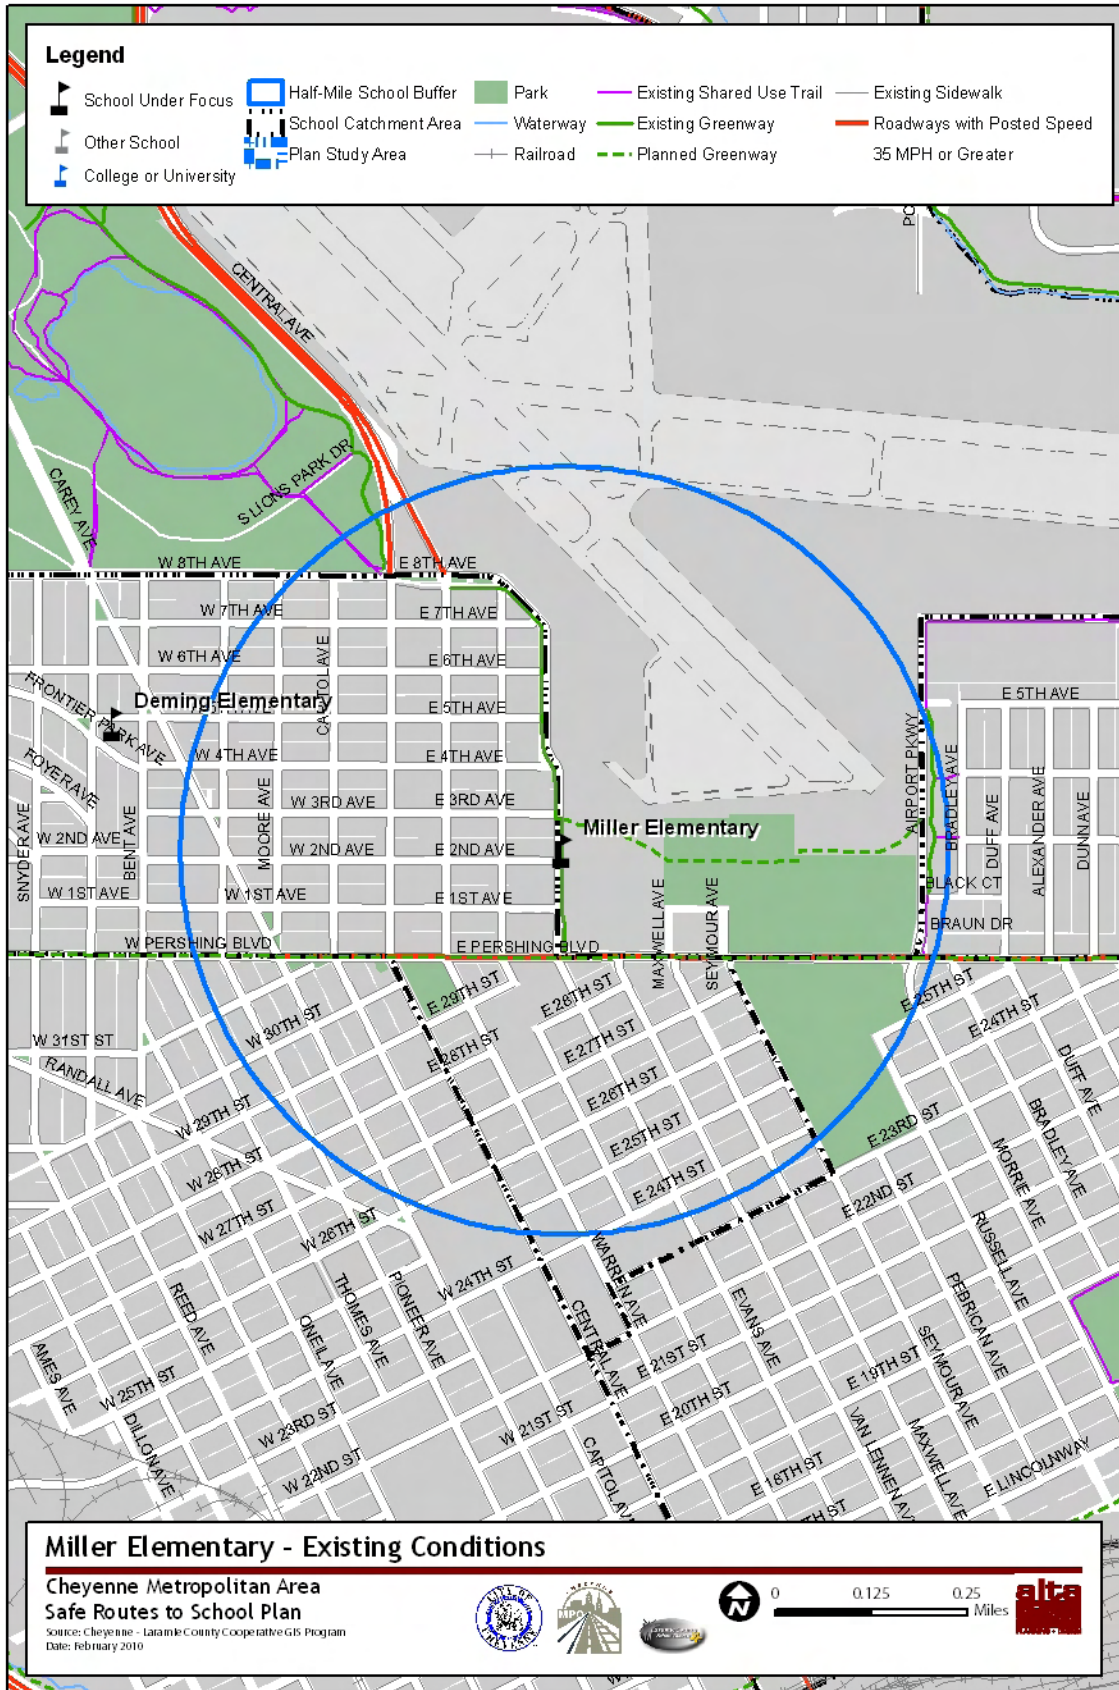 Legend
School Under Focus
Other School
College or University
Half-Mile School Buffer
School Catchment Area
Plan Study Area
Park
Waterway
Railroad
Existing Shared Use Trail
Existing Greenway
Planned Greenway
Existing Sidewalk
Roadways with Posted Speed
35 MPH or Greater
CENTRAL AVE
S LIONS PARK DR
CAREY AVE
W 8TH AVE
E 8TH AVE
W 7TH AVE
E 7TH AVE
W 6TH AVE
E 6TH AVE
CAPITOL AVE
Deming Elementary
E 5TH AVE
E 5TH AVE
FRONTIER PARK AVE
W 4TH AVE
E 4TH AVE
FOYER AVE
W 3RD AVE
E 3RD AVE
Miller Elementary
AIRPORT PKWY
BRADLEY AVE
DUFF AVE
ALEXANDER AVE
DUNN AVE
SNYDER AVE
W 2ND AVE
BENT AVE
MOORE AVE
W 2ND AVE
E 2ND AVE
W 1ST AVE
W 1ST AVE
E 1ST AVE
MAXWELL AVE
SEYMOUR AVE
BLACK CT
BRAUN DR
W PERSHING BLVD
E PERSHING BLVD
E 29TH ST
E 28TH ST
E 25TH ST
E 24TH ST
W 30TH ST
W 31ST ST
E 28TH ST
E 27TH ST
RANDALL AVE
E 26TH ST
DUFF AVE
W 29TH ST
E 25TH ST
E 23RD ST
BRADLEY AVE
W 28TH ST
E 24TH ST
E 22ND ST
MORRIE AVE
W 27TH ST
W 26TH ST
WARREN AVE
RUSSELL AVE
W 24TH ST
REED AVE
THOMES AVE
PIONEER AVE
EVANS AVE
PEBRICAN AVE
ONEIL AVE
CENTRAL AVE
SEYMOUR AVE
AMES AVE
E 21ST ST
E 19TH ST
W 25TH ST
E 20TH ST
W 23RD ST
W 21ST ST
DILLON AVE
VAN LENNEN AVE
MAXWELL AVE
E LINCOLNWAY
W 22ND ST
CAPITOL AV
E 18TH ST
TH ST
Miller Elementary - Existing Conditions
Cheyenne Metropolitan Area
Safe Routes to School Plan
Source: Cheyenne - Laramie County Cooperative GIS Program
Date: February 2010
CITY OF CHEYENNE
MPO
N
0 0.125 0.25
Miles
alta